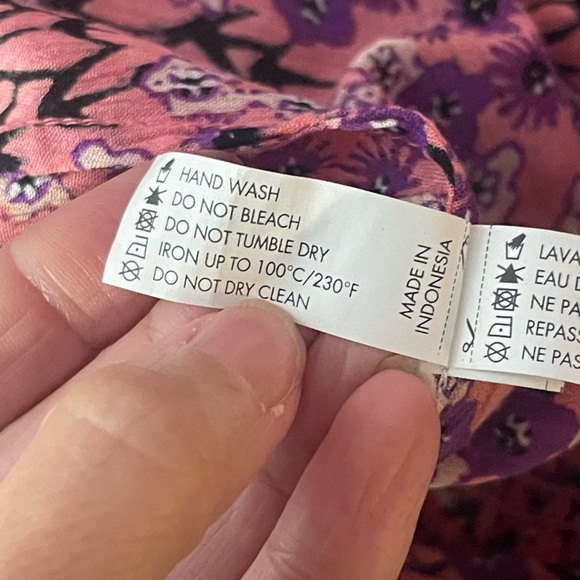 HAND WASH
DO NOT BLEACH
DO NOT TUMBLE DRY
IRON UP TO 100°C/230°F
DO NOT DRY CLEAN
MADE IN
INDONESIA
LAVA
EAU D
NE PA
REPASS
NE PAS